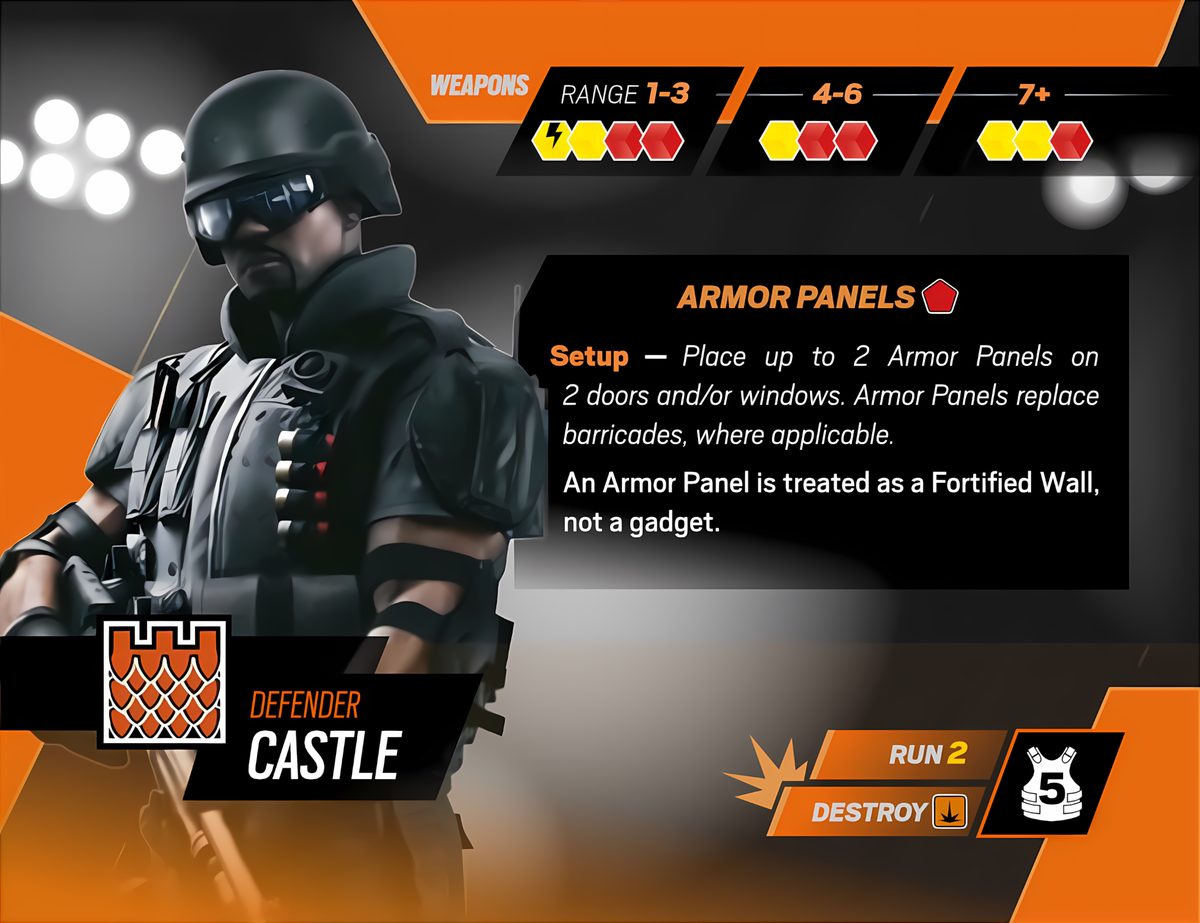 WEAPONS RANGE 1-3 4-6 7+
ARMOR PANELS
Setup — Place up to 2 Armor Panels on
2 doors and/or windows. Armor Panels replace
barricades, where applicable.
An Armor Panel is treated as a Fortified Wall,
not a gadget.
DEFENDER
CASTLE
RUN 2
DESTROY
5